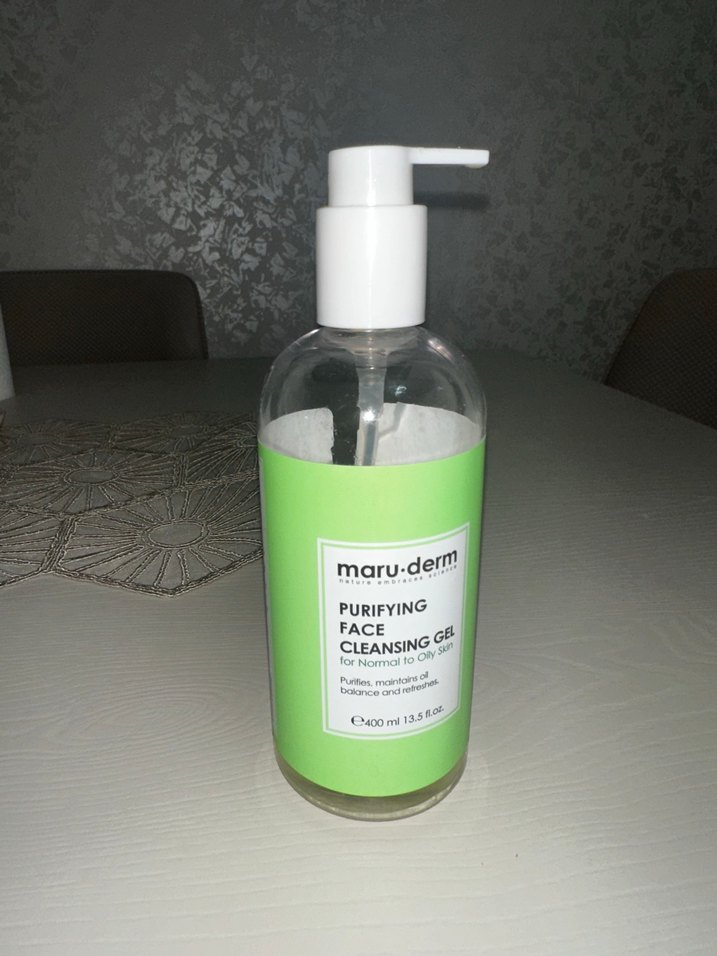 maru·derm
nature embraces science
PURIFYING
FACE
CLEANSING GEL
for Normal to Oily Skin
Purifies, maintains oil
balance and refreshes.
℮400 ml 13.5 fl.oz.